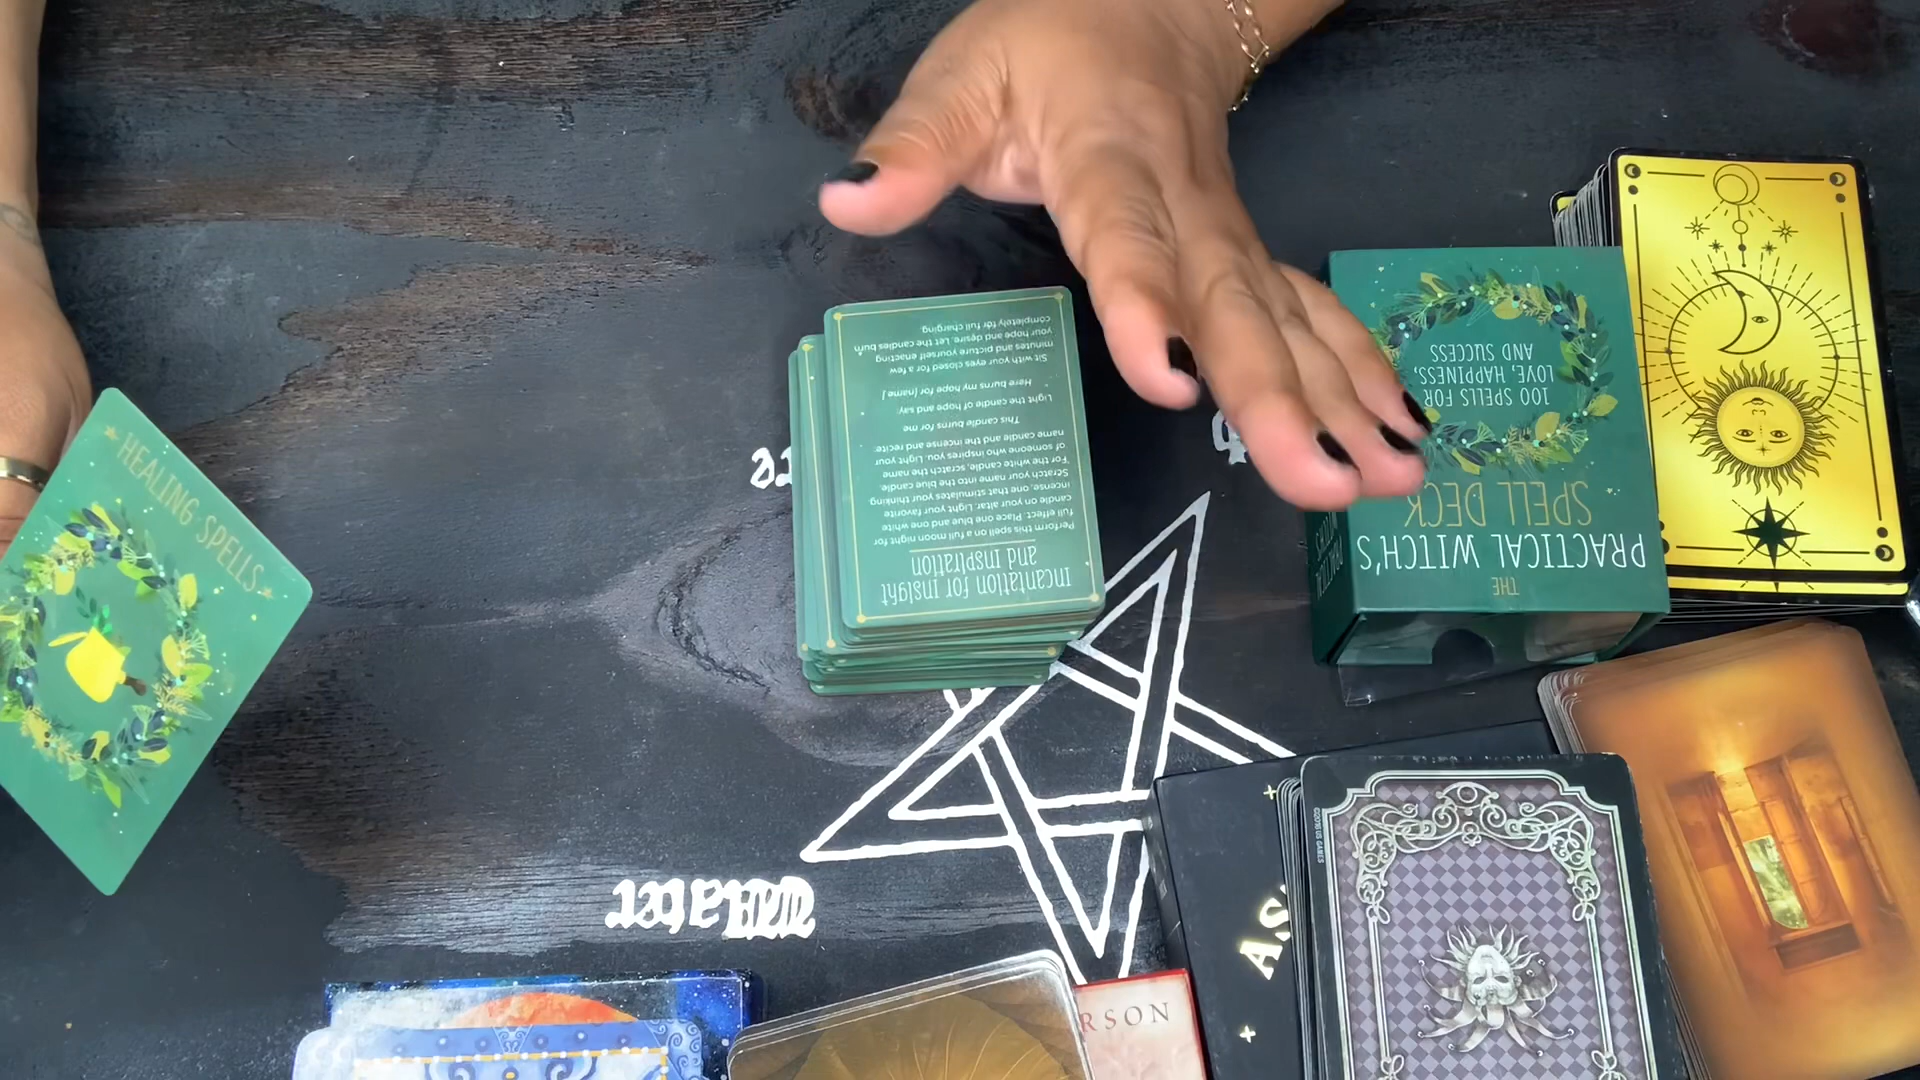 HEALING SPELLS
Incantation for insight
and inspiration
Perform this spell on a full moon night for
full effect. Place one blue and one white
candle on your altar. Light your favorite
incense, one that stimulates your thinking.
Scratch your name into the blue candle.
For the white candle, scratch the name
of someone who inspires you. Light your
name candle and the incense and recite:
This candle burns for me
Light the candle of hope and say:
Here burns my hope for [name]
Sit with your eyes closed for a few
minutes and picture yourself enacting
your hope and desire. Let the candles burn
completely for full charging.
THE
PRACTICAL WITCH'S
SPELL DECK
100 SPELLS FOR
LOVE, HAPPINESS,
AND SUCCESS
Water
RSON
AS